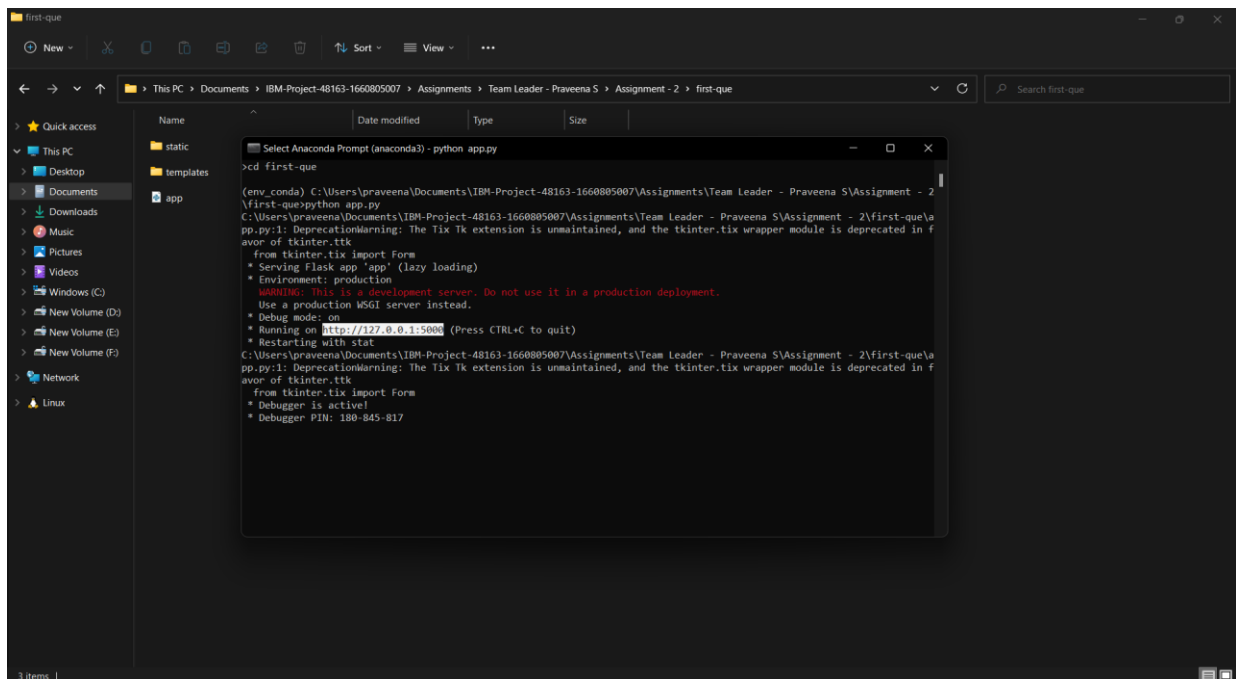 first-que
New
Sort
View
This PC > Documents > IBM-Project-48163-1660805007 > Assignments > Team Leader - Praveena S > Assignment - 2 > first-que
Search first-que
Quick access
This PC
Desktop
Documents
Downloads
Music
Pictures
Videos
Windows (C:)
New Volume (D:)
New Volume (E:)
New Volume (F:)
Network
Linux
Name Date modified Type Size
static
templates
app
Select Anaconda Prompt (anaconda3) - python app.py
>cd first-que
(env_conda) C:\Users\praveena\Documents\IBM-Project-48163-1660805007\Assignments\Team Leader - Praveena S\Assignment - 2
\first-que>python app.py
C:\Users\praveena\Documents\IBM-Project-48163-1660805007\Assignments\Team Leader - Praveena S\Assignment - 2\first-que\a
pp.py:1: DeprecationWarning: The Tix Tk extension is unmaintained, and the tkinter.tix wrapper module is deprecated in f
avor of tkinter.ttk
from tkinter.tix import Form
* Serving Flask app 'app' (lazy loading)
* Environment: production
WARNING: This is a development server. Do not use it in a production deployment.
Use a production WSGI server instead.
* Debug mode: on
* Running on http://127.0.0.1:5000 (Press CTRL+C to quit)
* Restarting with stat
C:\Users\praveena\Documents\IBM-Project-48163-1660805007\Assignments\Team Leader - Praveena S\Assignment - 2\first-que\a
pp.py:1: DeprecationWarning: The Tix Tk extension is unmaintained, and the tkinter.tix wrapper module is deprecated in f
avor of tkinter.ttk
from tkinter.tix import Form
* Debugger is active!
* Debugger PIN: 180-845-817
3 items